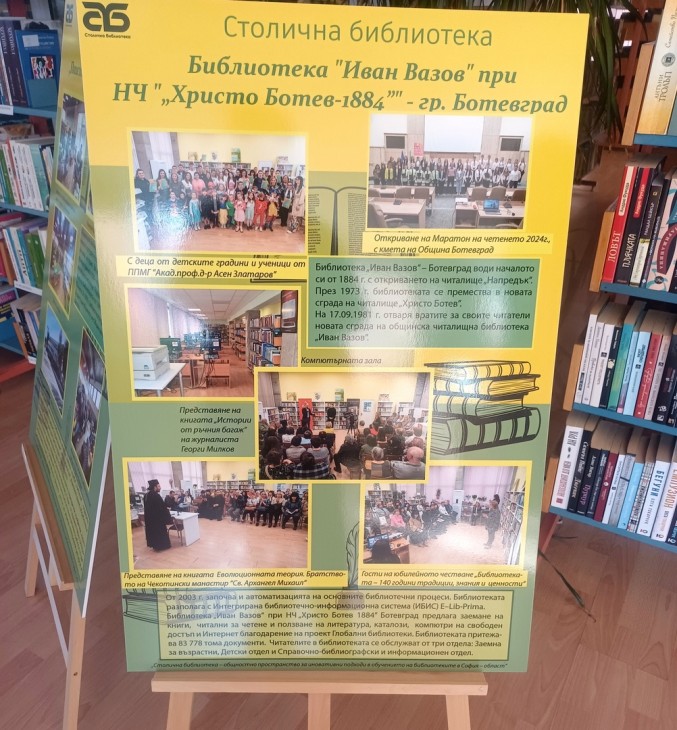 аБ
Столична библиотека
Столична библиотека
Библиотека "Иван Вазов" при
НЧ "„Христо Ботев-1884”" - гр. Ботевград
С деца от детските градини и ученици от
ППМГ "Акад.проф.д-р Асен Златаров"
Откриване на Маратон на четенето 2024г.,
с кмета на Община Ботевград
Библиотека „Иван Вазов” – Ботевград води началото
си от 1884 г. с откриването на читалище „Напредък”.
През 1973 г. библиотеката се премества в новата
сграда на читалище „Христо Ботев”.
На 17.09.1981 г. отваря вратите за своите читатели
новата сграда на общинска читалищна библиотека
„Иван Вазов”.
Компютърната зала
Представяне на
книгата „Истории
от ръчния багаж”
на журналиста
Георги Милков
Представяне на книгата Еволюционната теория. Братство-
то на Чекотински манастир "Св. Архангел Михаил"
Гости на юбилейното честване „Библиотека-
та – 140 години традиции, знания и ценности”
От 2003 г. започва и автоматизацията на основните библиотечни процеси. Библиотеката
разполага с Интегрирана библиотечно-информационна система (ИБИС) E-Lib-Prima.
Библиотека „Иван Вазов” при НЧ „Христо Ботев 1884” Ботевград предлага заемане на
книги, читални за четене и ползване на литература, каталози, компютри на свободен
достъп и Интернет благодарение на проект Глобални библиотеки. Библиотеката притежа-
ва 83 778 тома документи. Читателите в библиотеката се обслужват от три отдела: Заемна
за възрастни, Детски отдел и Справочно-библиографски и информационен отдел.
„Столична библиотека – общностно пространство за иновативни подходи в обучението на библиотеките в София – област”